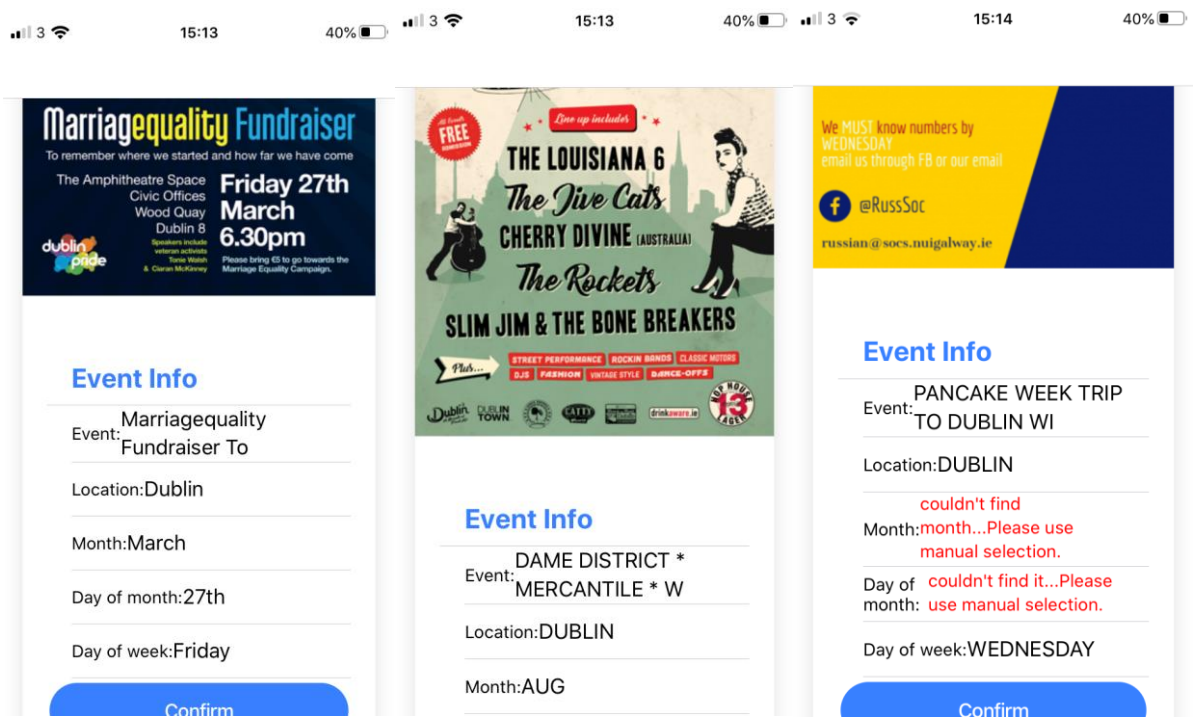 3
15:13
40%
Marriagequality Fundraiser
To remember where we started and how far we have come
The Amphitheatre Space
Civic Offices
Wood Quay
Dublin 8
Friday 27th
March
6.30pm
dublin
pride
Speakers include
veteran activists
Tonie Walsh
& Ciaran McKinney
Please bring €5 to go towards the
Marriage Equality Campaign.
Event Info
Event:
Marriagequality
Fundraiser To
Location:Dublin
Month:March
Day of month:27th
Day of week:Friday
Confirm
3
15:13
40%
All Events
FREE
ADMISSION
Line up includes
THE LOUISIANA 6
The Jive Cats
CHERRY DIVINE (AUSTRALIA)
The Rockets
SLIM JIM & THE BONE BREAKERS
Plus...
STREET PERFORMANCE ROCKIN BANDS CLASSIC MOTORS
DJS FASHION VINTAGE STYLE DANCE-OFFS
Dublin
DUBLIN
TOWN
drinkaware.ie
HOP HOUSE
13
LAGER
Event Info
Event:
DAME DISTRICT *
MERCANTILE * W
Location:DUBLIN
Month:AUG
3
15:14
40%
We MUST know numbers by
WEDNESDAY
email us through FB or our email
f @RussSoc
russian@socs.nuigalway.ie
Event Info
Event:
PANCAKE WEEK TRIP
TO DUBLIN WI
Location:DUBLIN
Month:
couldn't find
month...Please use
manual selection.
Day of
month:
couldn't find it...Please
use manual selection.
Day of week:WEDNESDAY
Confirm